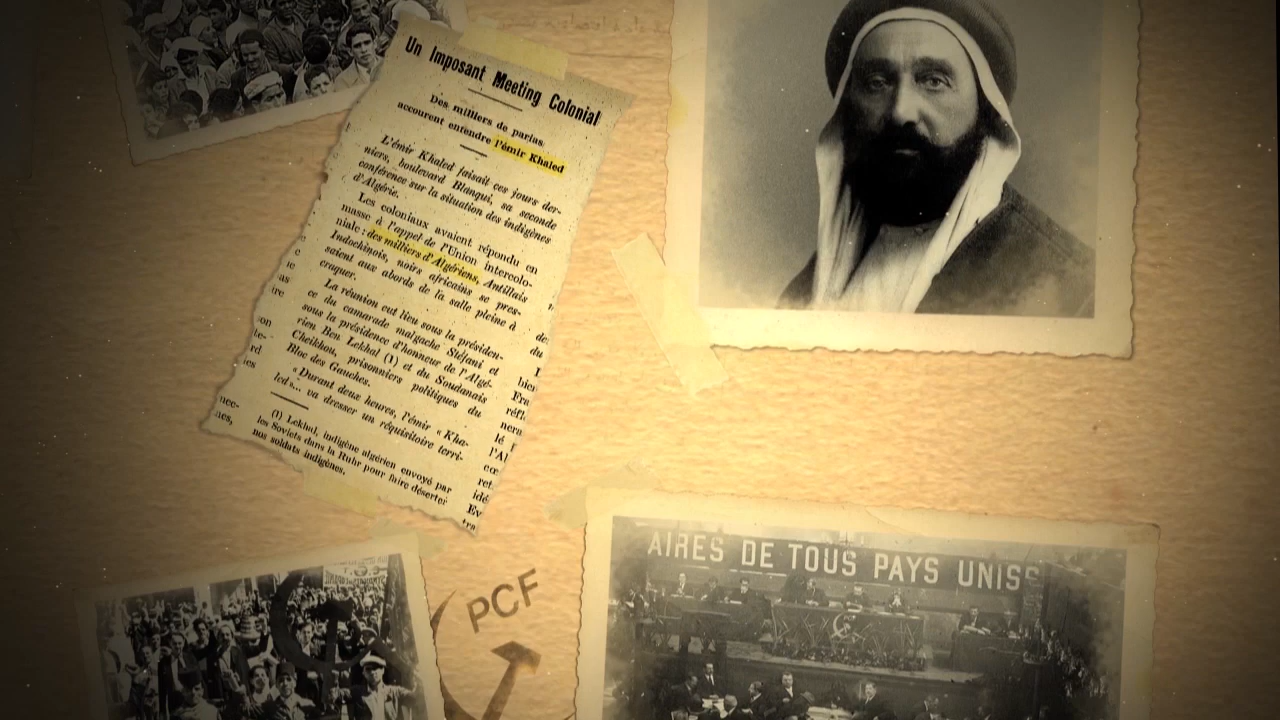 Un Imposant Meeting Colonial
Des milliers de parias
accourent entendre l'émir Khaled
L'émir Khaled faisait ces jours der-
niers, boulevard Blanqui, sa seconde
conférence sur la situation des indigènes
d'Algérie.
Les coloniaux avaient répondu en
masse à l'appel de l'Union intercolo-
niale : des milliers d'Algériens, Antillais
Indochinois, noirs africains se pres-
saient aux abords de la salle pleine à
craquer.
La réunion eut lieu sous la présiden-
ce du camarade malgache Stéfani et
sous la présidence d'honneur de l'Algé-
rien Ben Lekhal (1) et du Soudanais
Cheikhou, prisonniers politiques du
Bloc des Gauches.
« Durant deux heures, l'émir « Kha-
led »... va dresser un réquisitoire terri-
(1) Lekhal, indigène algérien envoyé par
les Soviets dans la Ruhr pour faire déserter
nos soldats indigènes.
PCF
AIRES DE TOUS PAYS UNISS